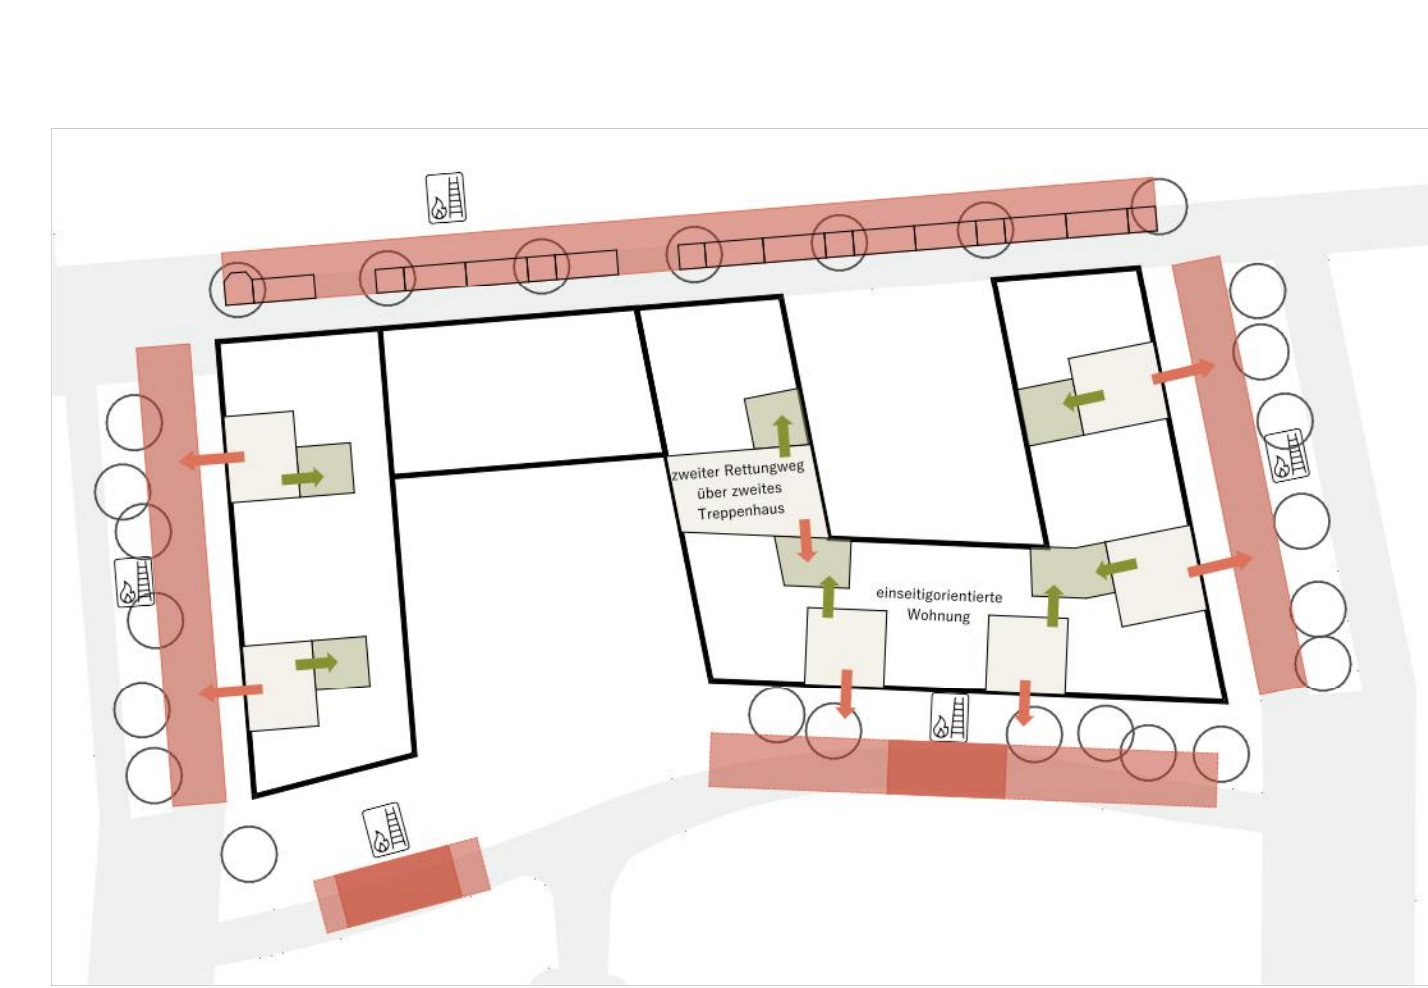 zweiter Rettungweg
über zweites
Treppenhaus
einseitigorientierte
Wohnung